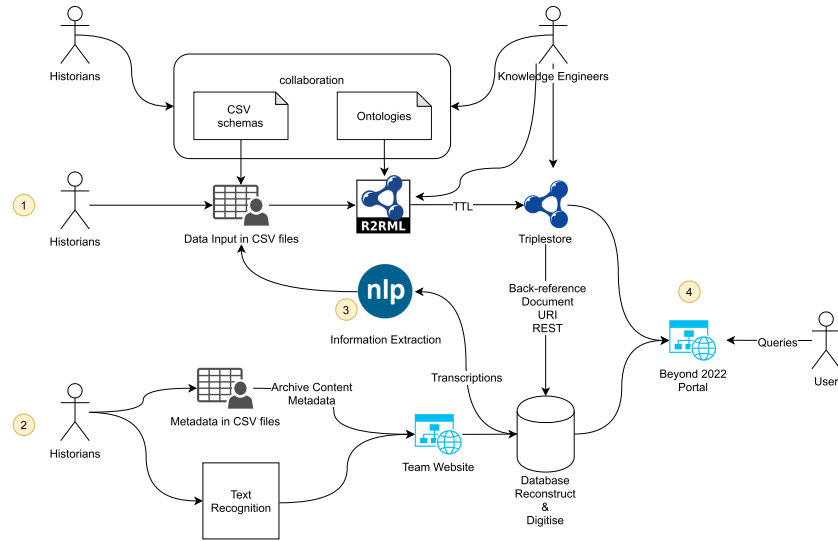 Historians
Knowledge Engineers
collaboration
CSV
schemas
Ontologies
1
Historians
Data Input in CSV files
R2RML
TTL
Triplestore
Back-reference
Document
URI
REST
nlp
3
Information Extraction
4
Beyond 2022
Portal
Queries
User
Transcriptions
2
Historians
Metadata in CSV files
Archive Content
Metadata
Text
Recognition
Team Website
Database
Reconstruct
&
Digitise